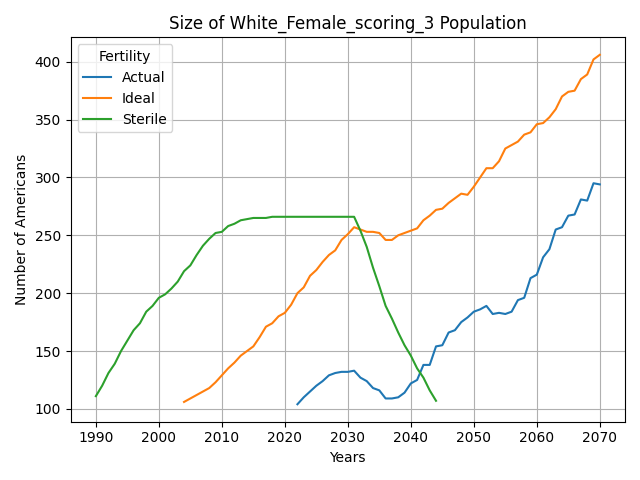 Size of White_Female_scoring_3 Population
Fertility
Actual
Ideal
Sterile
Number of Americans
400
350
300
250
200
150
100
1990 2000 2010 2020 2030 2040 2050 2060 2070
Years